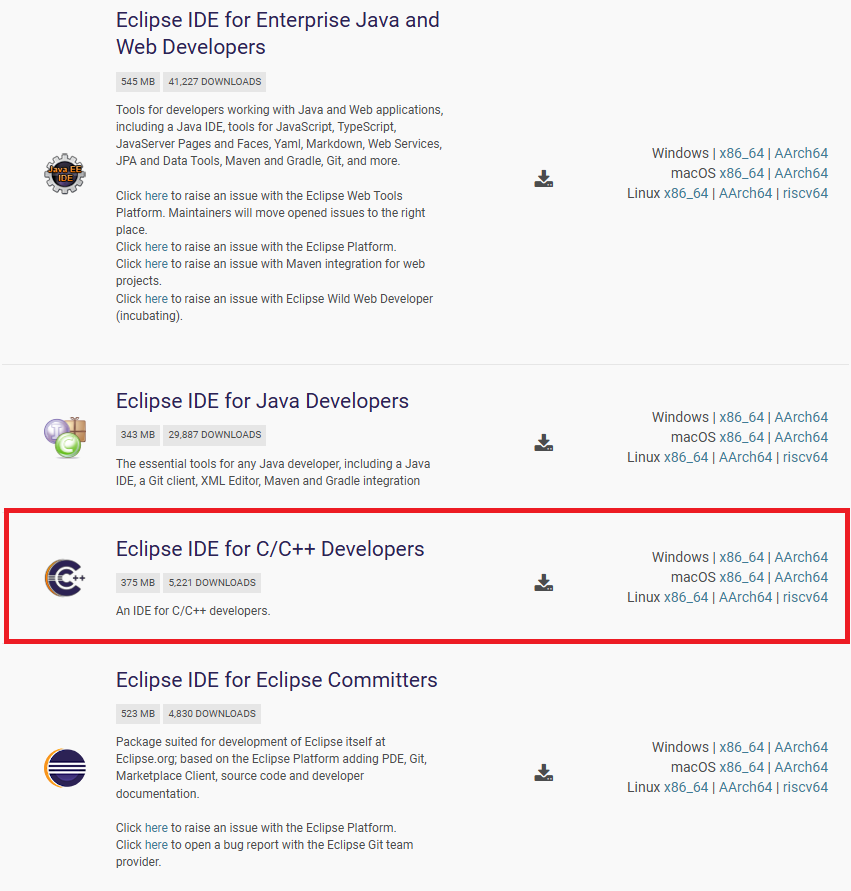 Eclipse IDE for Enterprise Java and
Web Developers
545 MB 41,227 DOWNLOADS
Tools for developers working with Java and Web applications,
including a Java IDE, tools for JavaScript, TypeScript,
JavaServer Pages and Faces, Yaml, Markdown, Web Services,
JPA and Data Tools, Maven and Gradle, Git, and more.
Click here to raise an issue with the Eclipse Web Tools
Platform. Maintainers will move opened issues to the right
place.
Click here to raise an issue with the Eclipse Platform.
Click here to raise an issue with Maven integration for web
projects.
Click here to raise an issue with Eclipse Wild Web Developer
(incubating).
Java EE
IDE
Windows | x86_64 | AArch64
macOS x86_64 | AArch64
Linux x86_64 | AArch64 | riscv64
Eclipse IDE for Java Developers
343 MB 29,887 DOWNLOADS
The essential tools for any Java developer, including a Java
IDE, a Git client, XML Editor, Maven and Gradle integration
J
C
Windows | x86_64 | AArch64
macOS x86_64 | AArch64
Linux x86_64 | AArch64 | riscv64
Eclipse IDE for C/C++ Developers
375 MB 5,221 DOWNLOADS
An IDE for C/C++ developers.
C++
Windows | x86_64 | AArch64
macOS x86_64 | AArch64
Linux x86_64 | AArch64 | riscv64
Eclipse IDE for Eclipse Committers
523 MB 4,830 DOWNLOADS
Package suited for development of Eclipse itself at
Eclipse.org; based on the Eclipse Platform adding PDE, Git,
Marketplace Client, source code and developer
documentation.
Click here to raise an issue with the Eclipse Platform.
Click here to open a bug report with the Eclipse Git team
provider.
Windows | x86_64 | AArch64
macOS x86_64 | AArch64
Linux x86_64 | AArch64 | riscv64